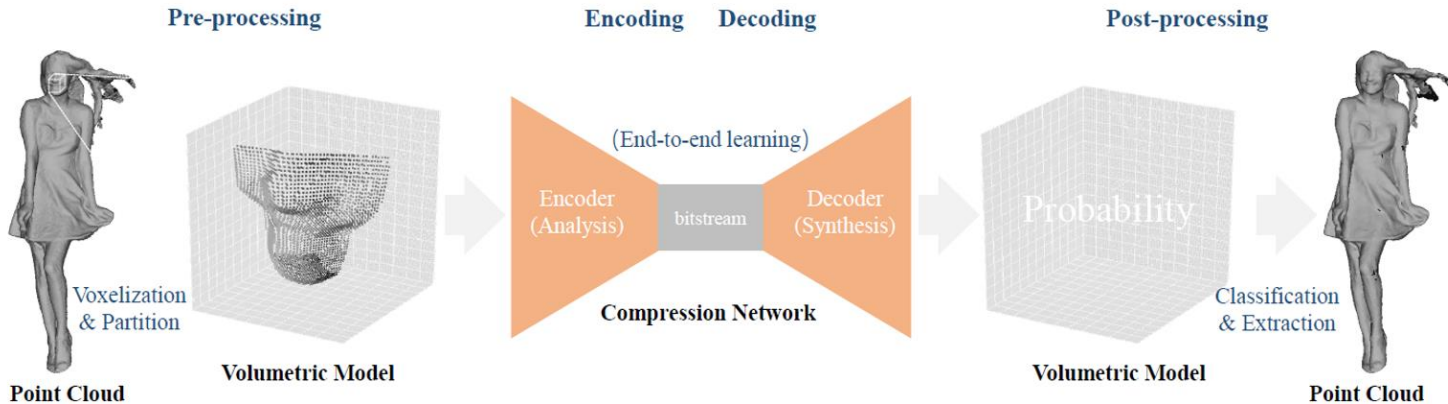 Pre-processing
Encoding Decoding
Post-processing
(End-to-end learning)
Encoder
(Analysis)
bitstream
Decoder
(Synthesis)
Probability
Voxelization
& Partition
Compression Network
Classification
& Extraction
Point Cloud
Volumetric Model
Volumetric Model
Point Cloud